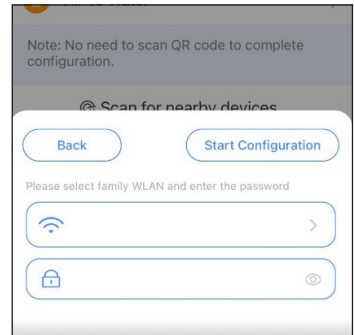 Note: No need to scan QR code to complete
configuration.
Scan for nearby devices
Back
Start Configuration
Please select family WLAN and enter the password